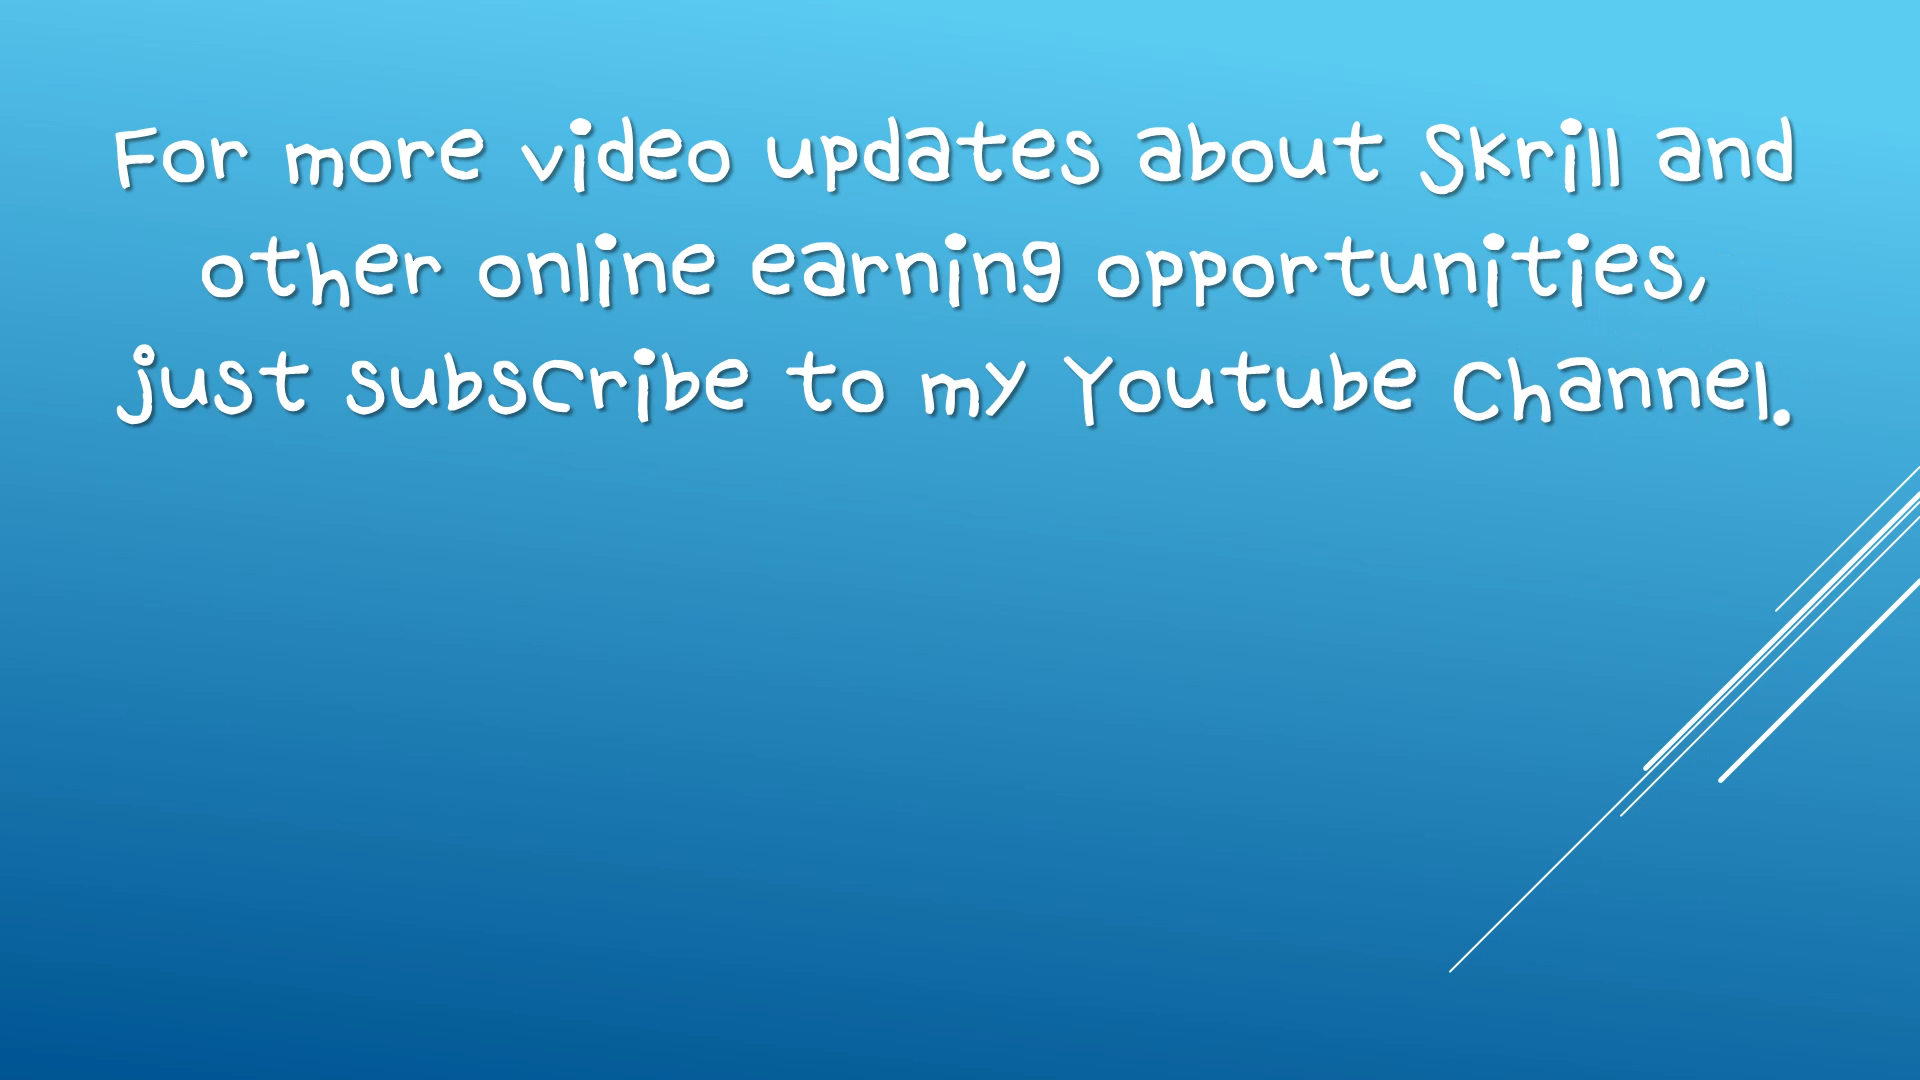 For more video updates about Skrill and
other online earning opportunities,
just subscribe to my Youtube Channel.